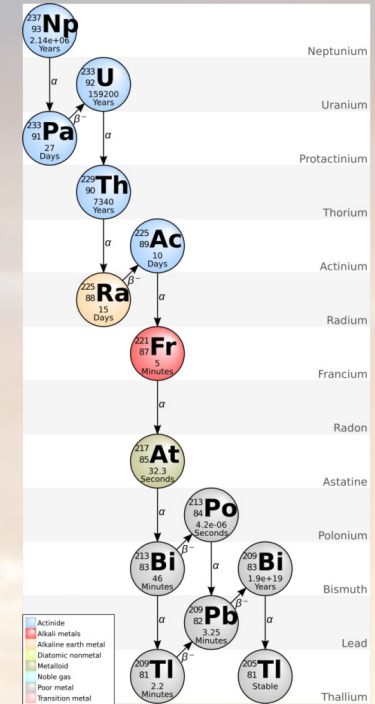 237
93 Np
2.14e+06
Years
Neptunium
α
233
92 U
159200
Years
Uranium
β⁻
233
91 Pa
27
Days
Protactinium
α
229
90 Th
7340
Years
Thorium
α
225
89 Ac
10
Days
Actinium
β⁻
225
88 Ra
15
Days
Radium
α
221
87 Fr
5
Minutes
Francium
α
Radon
217
85 At
32.3
Seconds
Astatine
α
213
84 Po
4.2e-06
Seconds
Polonium
β⁻
213
83 Bi
46
Minutes
α
209
83 Bi
1.9e+19
Years
Bismuth
β⁻
209
82 Pb
3.25
Minutes
Lead
α
α
209
81 Tl
2.2
Minutes
β⁻
205
81 Tl
Stable
Thallium
Actinide
Alkali metals
Alkaline earth metal
Diatomic nonmetal
Metalloid
Noble gas
Poor metal
Transition metal